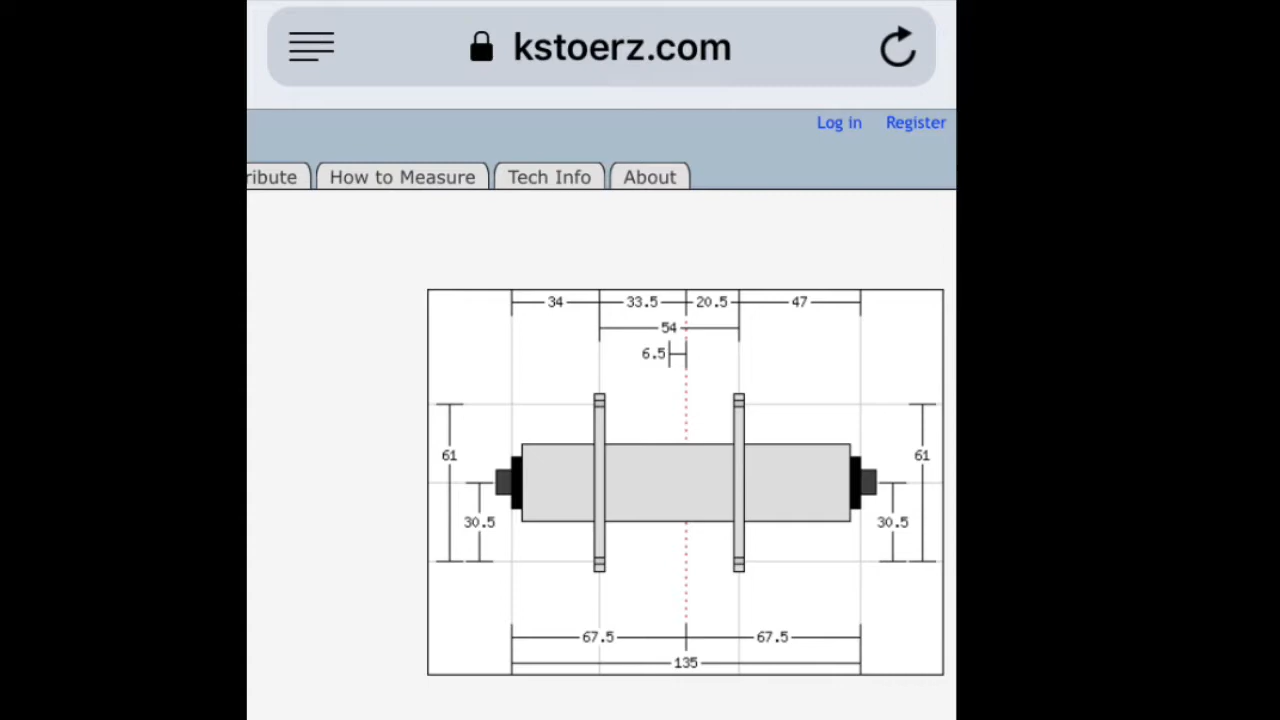 kstoerz.com
Log in Register
ribute How to Measure Tech Info About
34 33.5 20.5 47
54
6.5
61 61
30.5 30.5
67.5 67.5
135